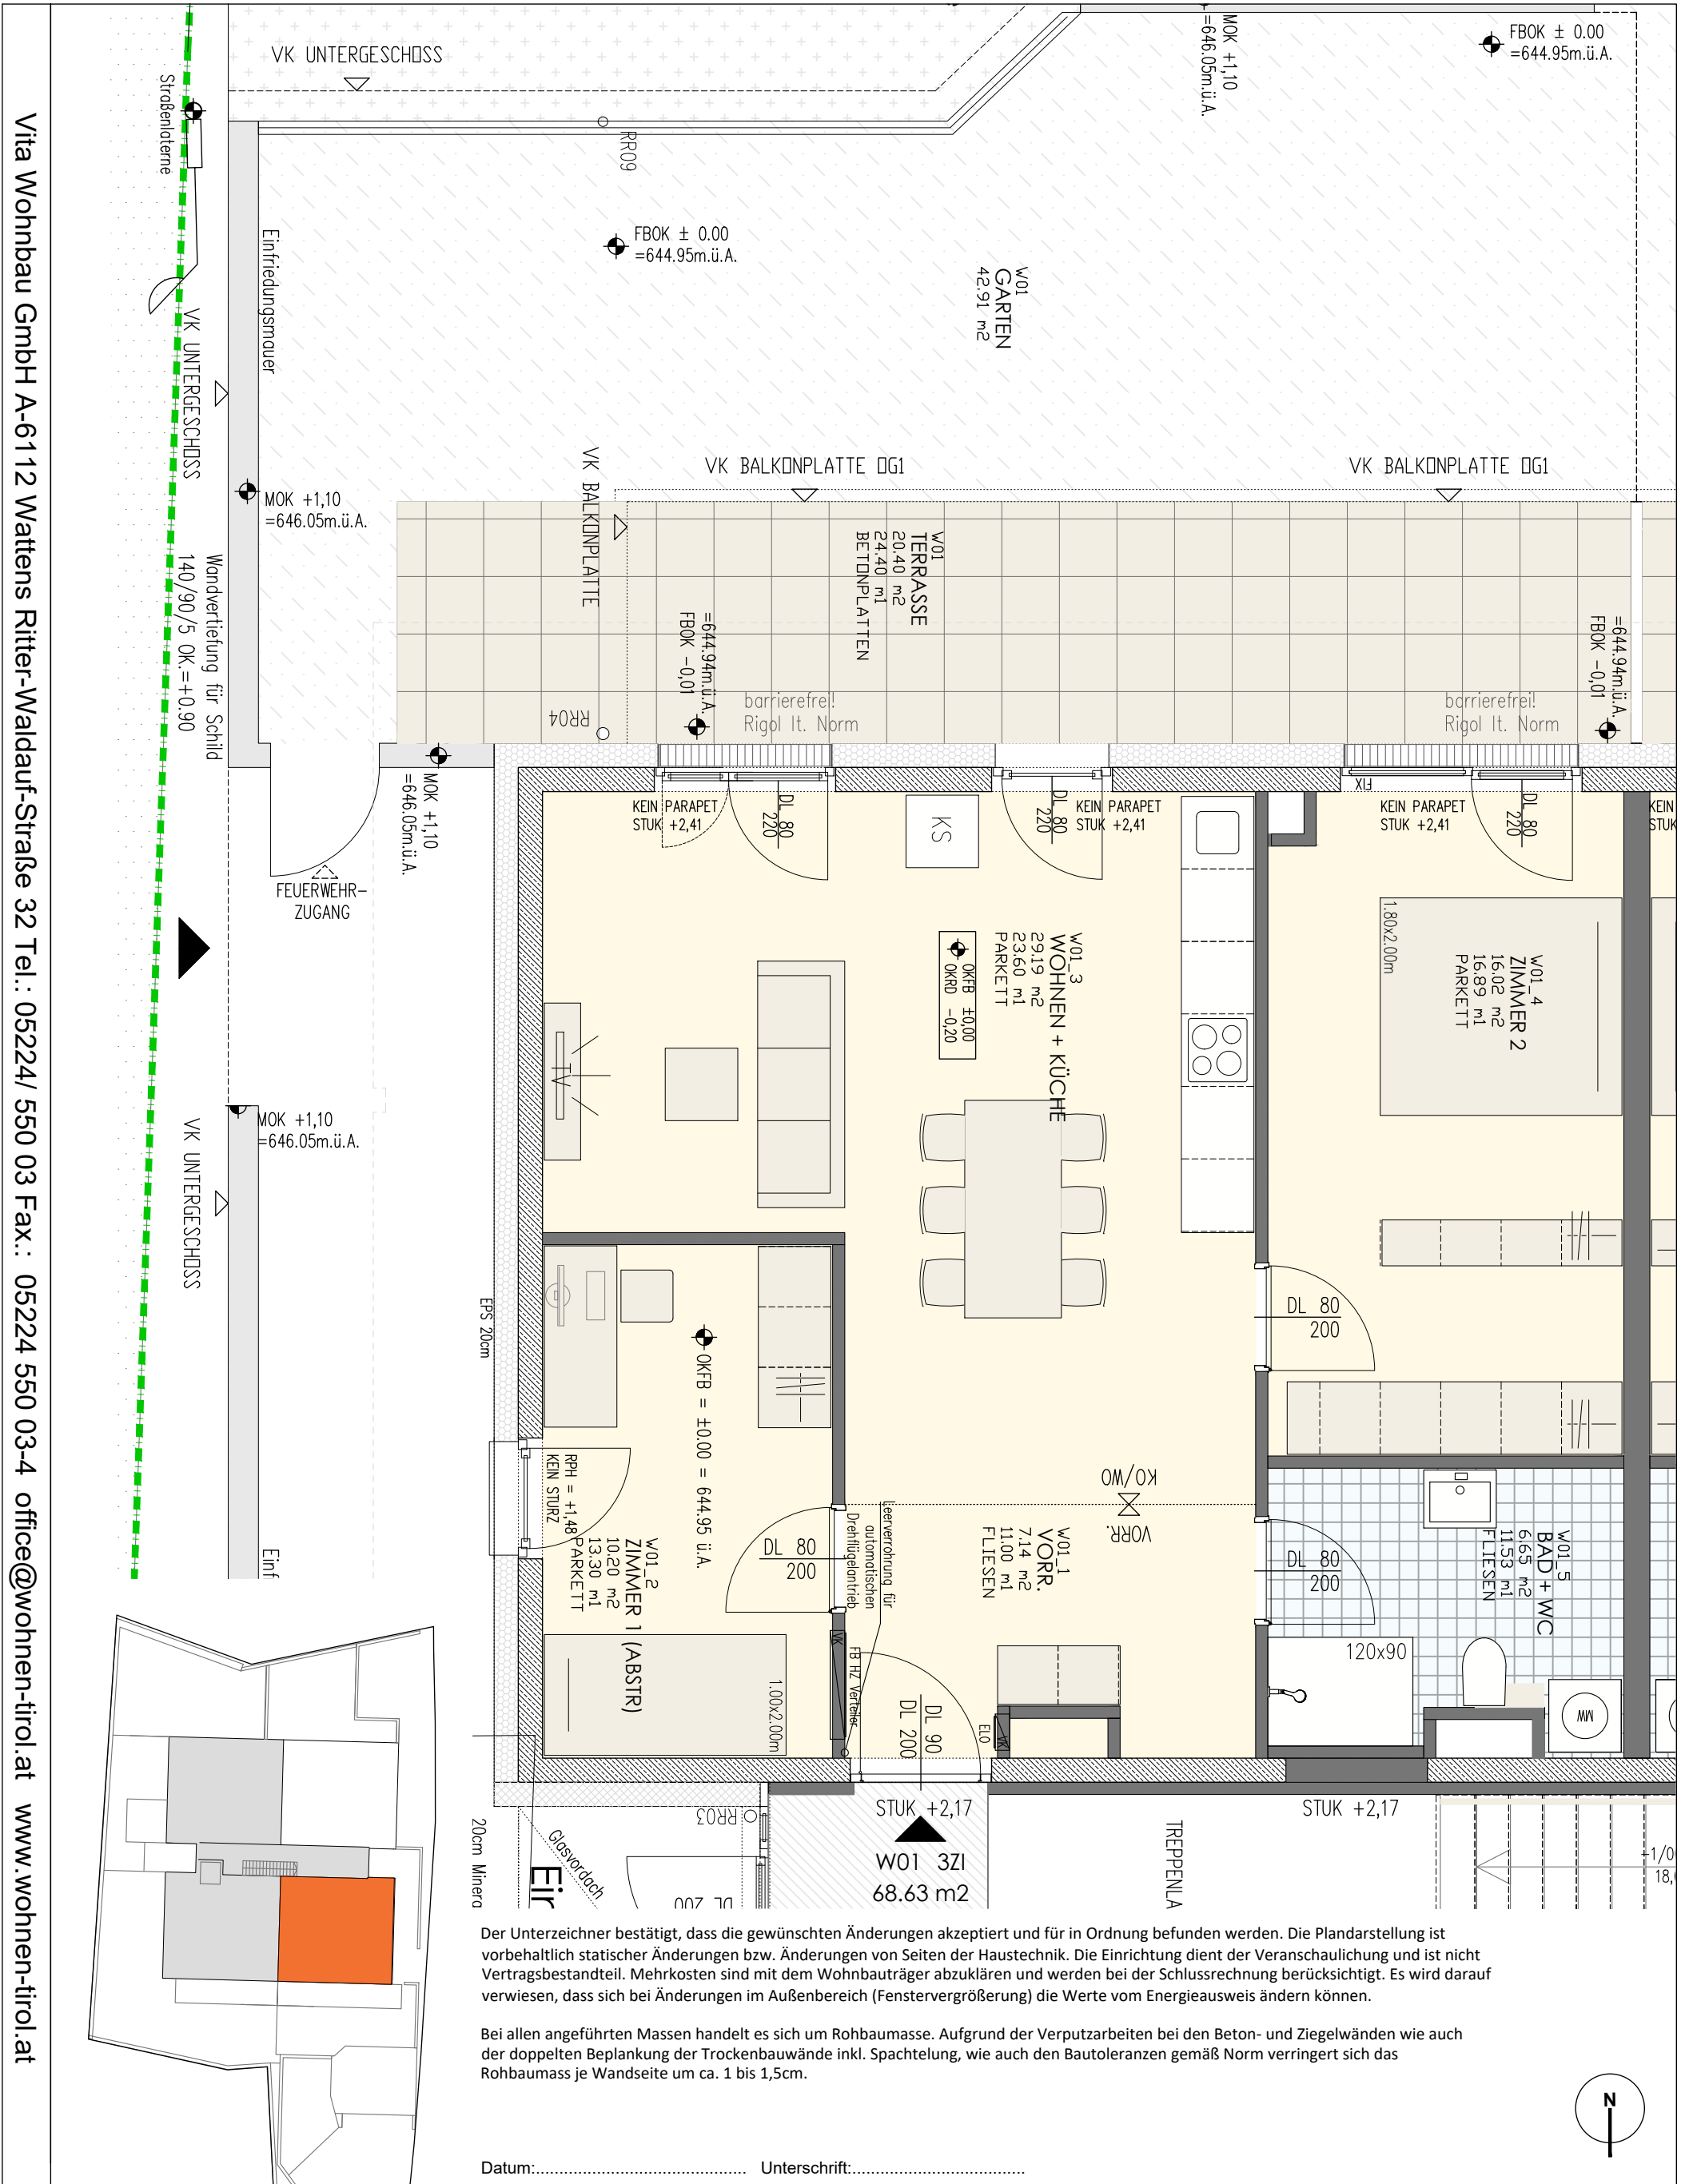 VK UNTERGESCHOSS
MOK +1,10
=646.05m.ü.A.
FBOK ± 0.00
=644.95m.ü.A.
Straßenlaterne
RR09
Einfriedungsmauer
FBOK ± 0.00
=644.95m.ü.A.
W01
GARTEN
42.91 m2
VK UNTERGESCHOSS
MOK +1,10
=646.05m.ü.A.
VK BALKONPLATTE
VK BALKONPLATTE OG1
VK BALKONPLATTE OG1
Wandvertiefung für Schild
140/90/5 OK.=+0.90
W01
TERRASSE
20.40 m2
24.40 m1
BETONPLATTEN
=644.94m.ü.A.
FBOK -0,01
=644.94m.ü.A.
FBOK -0,01
barrierefrei!
Rigol lt. Norm
barrierefrei!
Rigol lt. Norm
RR04
MOK +1,10
=646.05m.ü.A.
FEUERWEHR-
ZUGANG
KEIN PARAPET
STUK +2,41
DL 80
220
KS
DL 80
220
KEIN PARAPET
STUK +2,41
FIX
KEIN PARAPET
STUK +2,41
DL 80
220
KEIN
STUK
1.80x2.00m
W01_4
ZIMMER 2
16.02 m2
16.89 m1
PARKETT
W01_3
WOHNEN + KÜCHE
29.19 m2
23.60 m1
PARKETT
OKFB ±0,00
OKRD -0,20
TV
MOK +1,10
=646.05m.ü.A.
VK UNTERGESCHOSS
EPS 20cm
DL 80
200
OKFB = ±0.00 = 644.95 ü.A.
RPH = +1,48
KEIN STURZ
KO/WO
VORR.
Leerverrohrung für
automatischen
Drehflügelantrieb
W01_1
VORR.
7.14 m2
11.00 m1
FLIESEN
DL 80
200
DL 80
200
W01_5
BAD + WC
6.65 m2
11.53 m1
FLIESEN
W01_2
ZIMMER 1 (ABSTR)
10.20 m2
13.30 m1
PARKETT
Einf
1.00x2.00m
VK
FB HZ Verteiler
DL 90
DL 200
ELO
VK
120x90
MW
RR03
Glasvordach
20cm Minera
Ein
DL 200
STUK +2,17
W01 3ZI
68.63 m2
TREPPENLA
STUK +2,17
Der Unterzeichner bestätigt, dass die gewünschten Änderungen akzeptiert und für in Ordnung befunden werden. Die Plandarstellung ist
vorbehaltlich statischer Änderungen bzw. Änderungen von Seiten der Haustechnik. Die Einrichtung dient der Veranschaulichung und ist nicht
Vertragsbestandteil. Mehrkosten sind mit dem Wohnbauträger abzuklären und werden bei der Schlussrechnung berücksichtigt. Es wird darauf
verwiesen, dass sich bei Änderungen im Außenbereich (Fenstervergrößerung) die Werte vom Energieausweis ändern können.
Bei allen angeführten Massen handelt es sich um Rohbaumasse. Aufgrund der Verputzarbeiten bei den Beton- und Ziegelwänden wie auch
der doppelten Beplankung der Trockenbauwände inkl. Spachtelung, wie auch den Bautoleranzen gemäß Norm verringert sich das
Rohbaumass je Wandseite um ca. 1 bis 1,5cm.
N
Datum:............................................. Unterschrift:.....................................
Vita Wohnbau GmbH A-6112 Wattens Ritter-Waldauf-Straße 32 Tel.: 05224/ 550 03 Fax.: 05224 550 03-4 office@wohnen-tirol.at www.wohnen-tirol.at